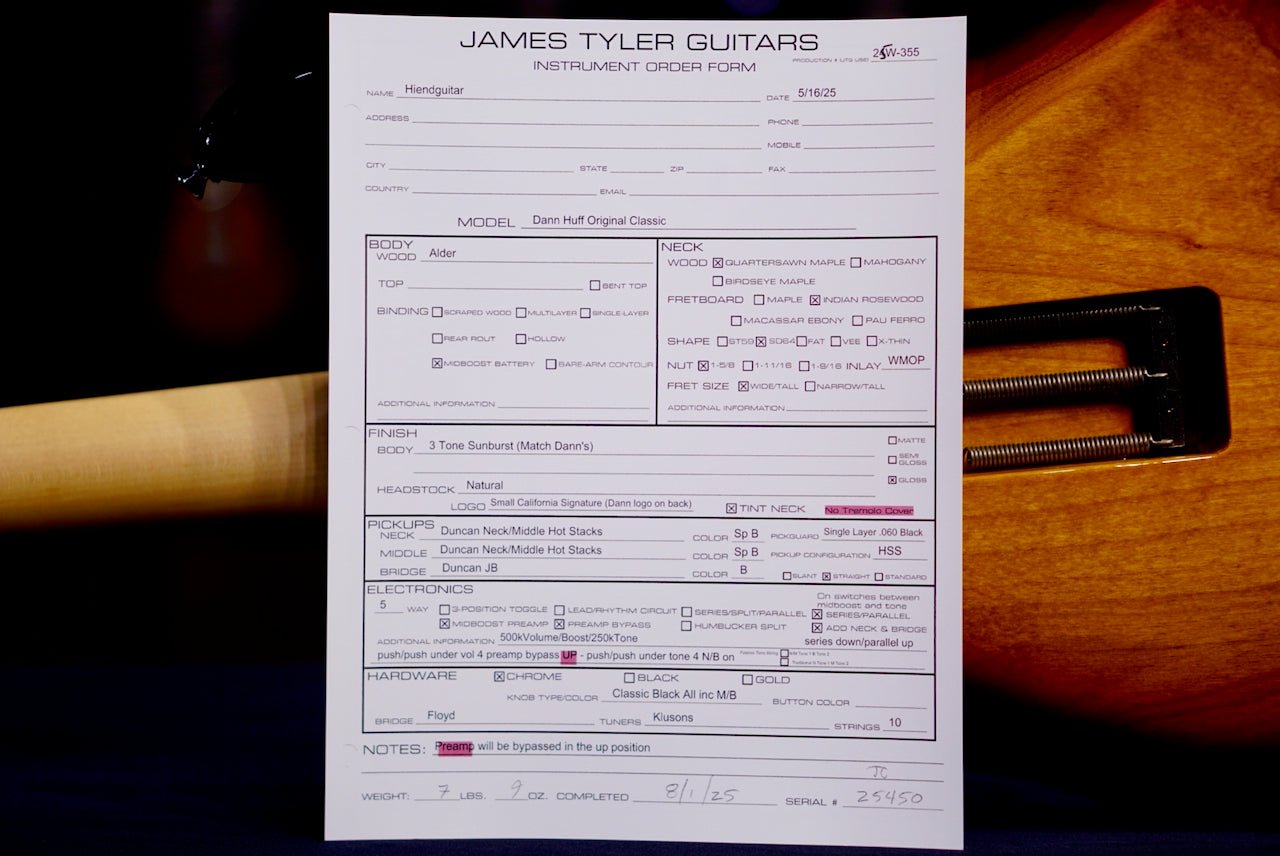 JAMES TYLER GUITARS
INSTRUMENT ORDER FORM
PRODUCTION # (JTG USE) 25W-355
NAME Hiendguitar DATE 5/16/25
ADDRESS PHONE
MOBILE
CITY STATE ZIP FAX
COUNTRY EMAIL
MODEL Dann Huff Original Classic
BODY
WOOD Alder
TOP BENT TOP
BINDING SCRAPED WOOD MULTILAYER SINGLE-LAYER
REAR ROUT HOLLOW
MIDBOOST BATTERY BARE-ARM CONTOUR
ADDITIONAL INFORMATION
NECK
WOOD QUARTERSAWN MAPLE MAHOGANY
BIRDSEYE MAPLE
FRETBOARD MAPLE INDIAN ROSEWOOD
MACASSAR EBONY PAU FERRO
SHAPE ST59 SD64 FAT VEE X-THIN
NUT 1-5/8 1-11/16 1-9/16 INLAY WMOP
FRET SIZE WIDE/TALL NARROW/TALL
ADDITIONAL INFORMATION
FINISH
BODY 3 Tone Sunburst (Match Dann's) MATTE
SEMI GLOSS
HEADSTOCK Natural GLOSS
LOGO Small California Signature (Dann logo on back) TINT NECK No Tremolo Cover
PICKUPS
NECK Duncan Neck/Middle Hot Stacks COLOR Sp B PICKGUARD Single Layer .060 Black
MIDDLE Duncan Neck/Middle Hot Stacks COLOR Sp B PICKUP CONFIGURATION HSS
BRIDGE Duncan JB COLOR B SLANT STRAIGHT STANDARD
ELECTRONICS
On switches between
midboost and tone
5 WAY 3-POSITION TOGGLE LEAD/RHYTHM CIRCUIT SERIES/SPLIT/PARALLEL SERIES/PARALLEL
MIDBOOST PREAMP PREAMP BYPASS HUMBUCKER SPLIT ADD NECK & BRIDGE
ADDITIONAL INFORMATION 500kVolume/Boost/250kTone series down/parallel up
push/push under vol 4 preamp bypass UP - push/push under tone 4 N/B on
HARDWARE CHROME BLACK GOLD
KNOB TYPE/COLOR Classic Black All inc M/B BUTTON COLOR
BRIDGE Floyd TUNERS Klusons STRINGS 10
NOTES: Preamp will be bypassed in the up position
JC
WEIGHT: 7 LBS. 9 OZ. COMPLETED 8/1/25 SERIAL # 25450